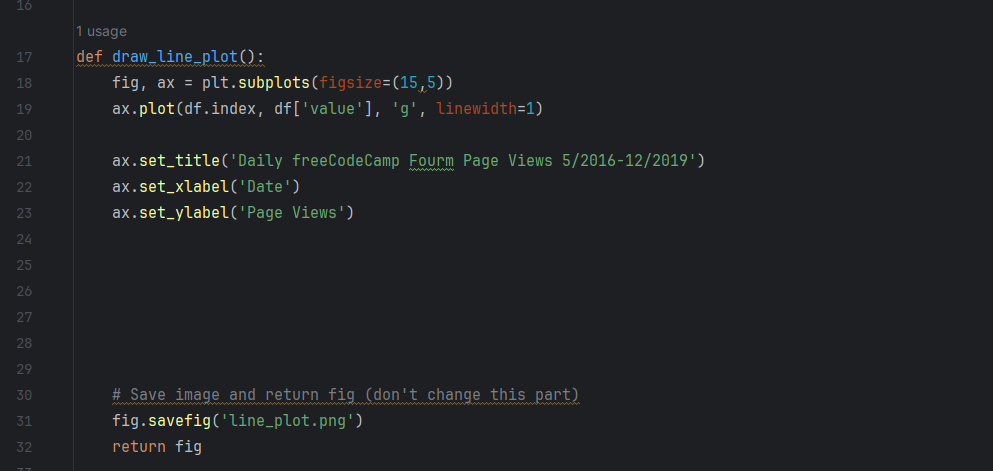 16
1 usage
17 def draw_line_plot():
18     fig, ax = plt.subplots(figsize=(15,5))
19     ax.plot(df.index, df['value'], 'g', linewidth=1)
20
21     ax.set_title('Daily freeCodeCamp Fourm Page Views 5/2016-12/2019')
22     ax.set_xlabel('Date')
23     ax.set_ylabel('Page Views')
24
25
26
27
28
29
30     # Save image and return fig (don't change this part)
31     fig.savefig('line_plot.png')
32     return fig